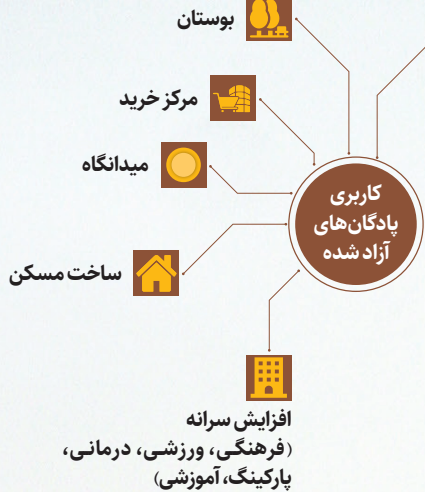 بوستان
مرکز خرید
میدانگاه
کاربری
پادگان‌های
آزاد شده
ساخت مسکن
افزایش سرانه
(فرهنگی، ورزشی، درمانی،
پارکینگ، آموزشی)